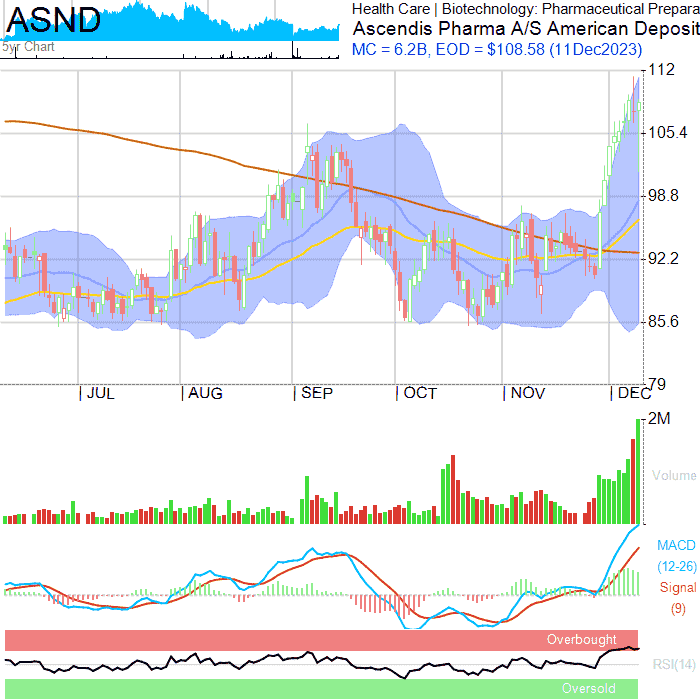 ASND
5yr Chart
Health Care | Biotechnology: Pharmaceutical Prepara
Ascendis Pharma A/S American Deposit
MC = 6.2B, EOD = $108.58 (11Dec2023)
112
105.4
98.8
92.2
85.6
79
JUL
AUG
SEP
OCT
NOV
DEC
2M
Volume
MACD
(12-26)
Signal
(9)
Overbought
RSI(14)
Oversold